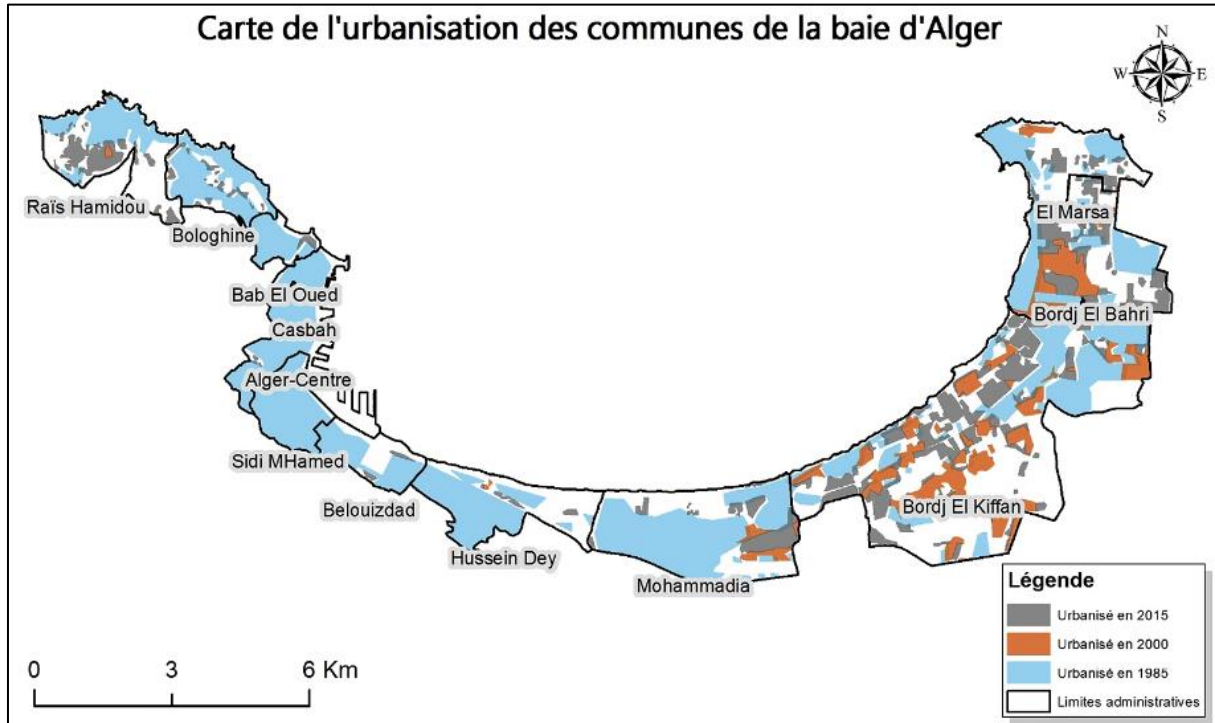 Carte de l'urbanisation des communes de la baie d'Alger
N
W E
S
Raïs Hamidou
Bologhine
Bab El Oued
Casbah
Alger-Centre
Sidi MHamed
Belouizdad
Hussein Dey
Mohammadia
El Marsa
Bordj El Bahri
Bordj El Kiffan
Légende
Urbanisé en 2015
Urbanisé en 2000
Urbanisé en 1985
Limites administratives
0 3 6 Km